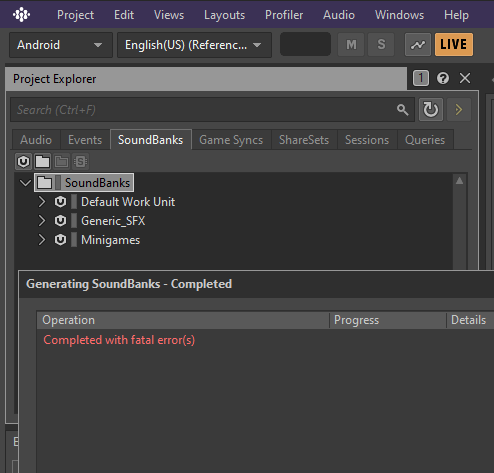 Project Edit Views Layouts Profiler Audio Windows Help
Android English(US) (Referenc... M S LIVE
Project Explorer 1
Search (Ctrl+F)
Audio Events SoundBanks Game Syncs ShareSets Sessions Queries
SoundBanks
Default Work Unit
Generic_SFX
Minigames
Generating SoundBanks - Completed
Operation Progress Details
Completed with fatal error(s)
E